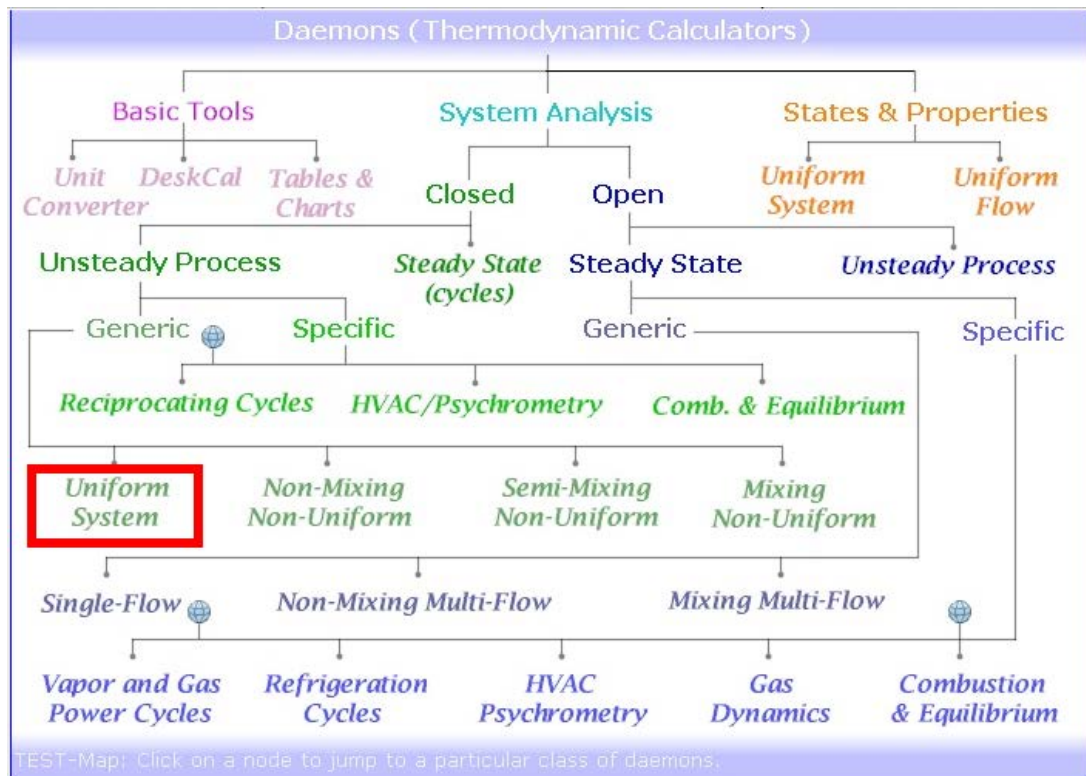 Daemons (Thermodynamic Calculators)
Basic Tools
System Analysis
States & Properties
Unit
Converter
DeskCal
Tables &
Charts
Closed
Open
Uniform
System
Uniform
Flow
Unsteady Process
Steady State
(cycles)
Steady State
Unsteady Process
Generic
Specific
Generic
Specific
Reciprocating Cycles
HVAC/Psychrometry
Comb. & Equilibrium
Uniform
System
Non-Mixing
Non-Uniform
Semi-Mixing
Non-Uniform
Mixing
Non-Uniform
Single-Flow
Non-Mixing Multi-Flow
Mixing Multi-Flow
Vapor and Gas
Power Cycles
Refrigeration
Cycles
HVAC
Psychrometry
Gas
Dynamics
Combustion
& Equilibrium
TEST-Map: Click on a node to jump to a particular class of daemons.